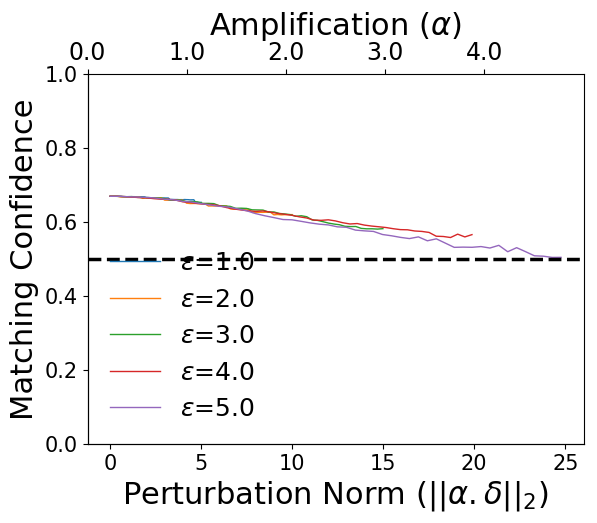 Amplification (α)
0.0 1.0 2.0 3.0 4.0
1.0
0.8
0.6
0.4
0.2
0.0
Matching Confidence
ε=1.0
ε=2.0
ε=3.0
ε=4.0
ε=5.0
0 5 10 15 20 25
Perturbation Norm (||α.δ||₂)